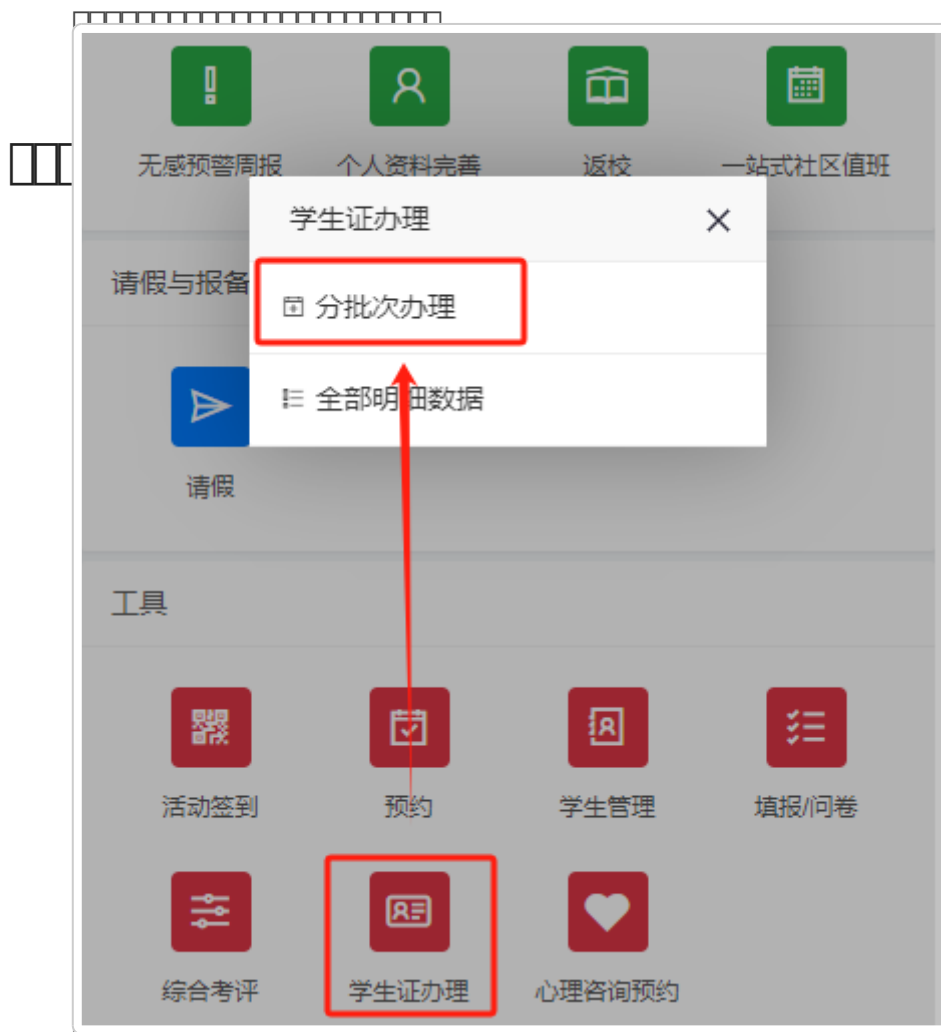 无感预警周报 个人资料完善 返校 一站式社区值班
学生证办理
请假与报备
分批次办理
全部明细数据
请假
工具
活动签到 预约 学生管理 填报/问卷
综合考评 学生证办理 心理咨询预约